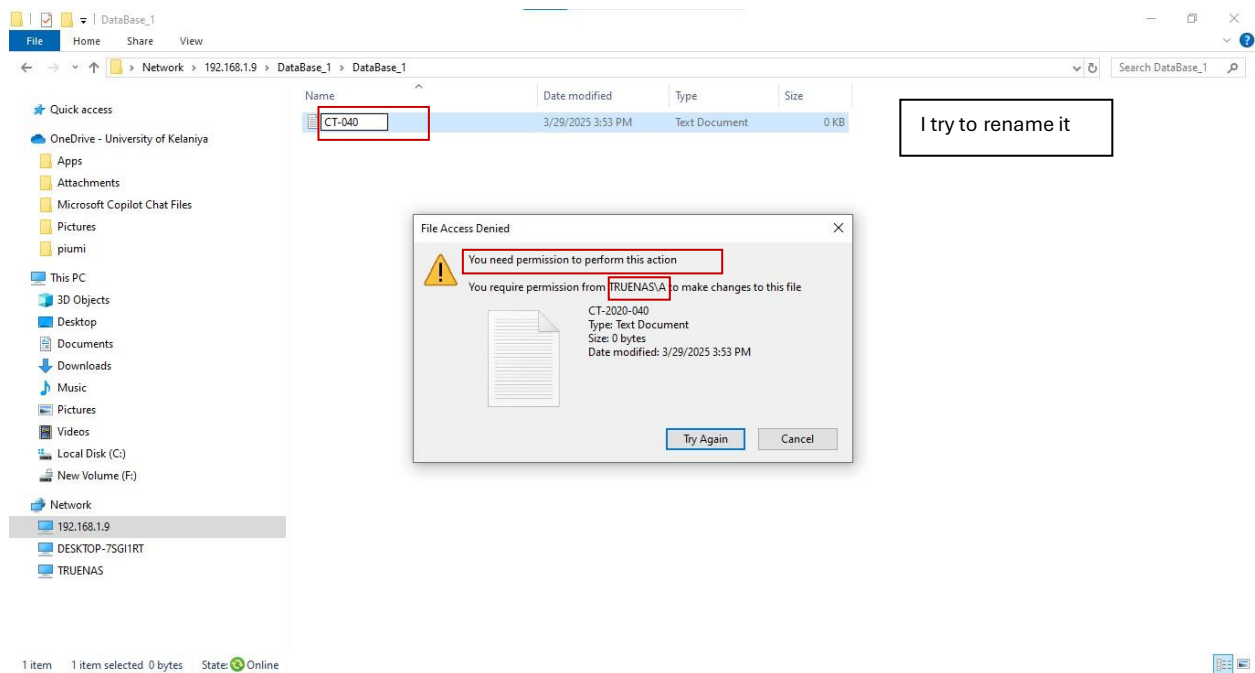 DataBase_1
File Home Share View
Network > 192.168.1.9 > DataBase_1 > DataBase_1
Search DataBase_1
Name Date modified Type Size
CT-040 3/29/2025 3:53 PM Text Document 0 KB
I try to rename it
Quick access
OneDrive - University of Kelaniya
Apps
Attachments
Microsoft Copilot Chat Files
Pictures
piumi
This PC
3D Objects
Desktop
Documents
Downloads
Music
Pictures
Videos
Local Disk (C:)
New Volume (F:)
Network
192.168.1.9
DESKTOP-7SGI1RT
TRUENAS
File Access Denied
You need permission to perform this action
You require permission from TRUENAS\A to make changes to this file
CT-2020-040
Type: Text Document
Size: 0 bytes
Date modified: 3/29/2025 3:53 PM
Try Again Cancel
1 item 1 item selected 0 bytes State: Online